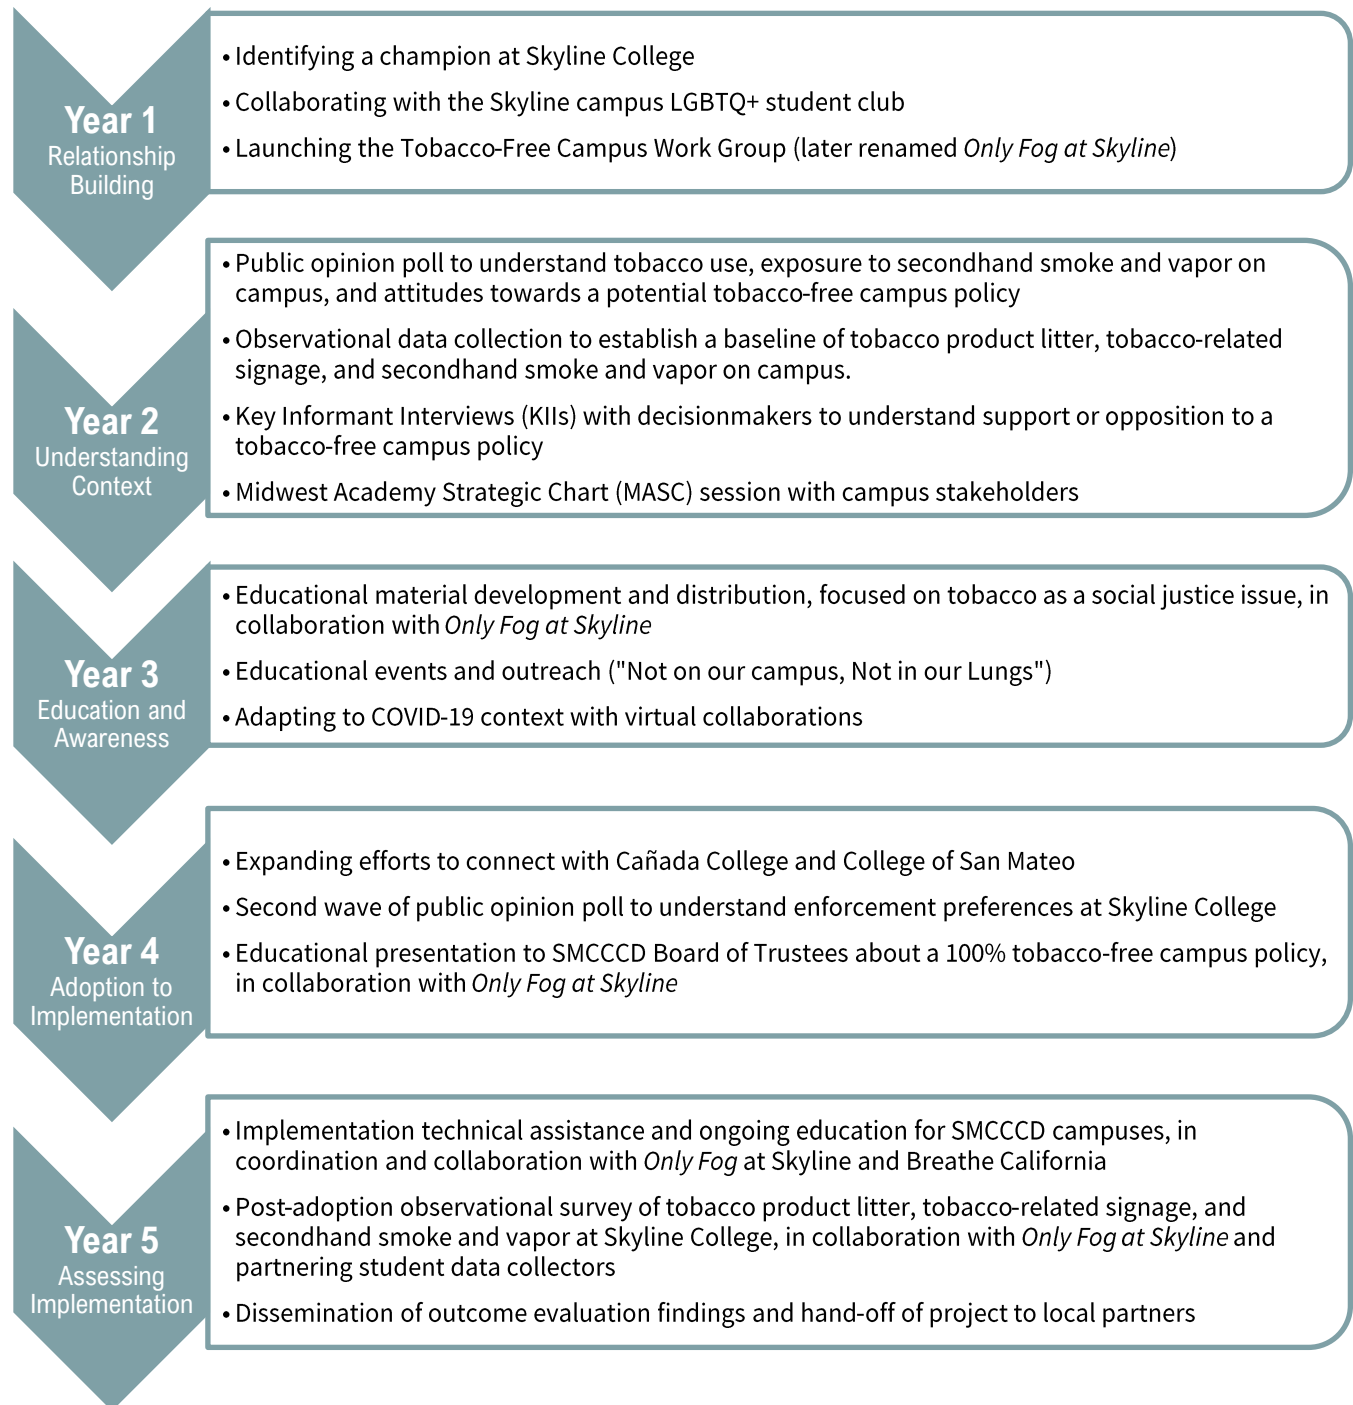 Year 1
Relationship
Building
• Identifying a champion at Skyline College
• Collaborating with the Skyline campus LGBTQ+ student club
• Launching the Tobacco-Free Campus Work Group (later renamed Only Fog at Skyline)
Year 2
Understanding
Context
• Public opinion poll to understand tobacco use, exposure to secondhand smoke and vapor on
campus, and attitudes towards a potential tobacco-free campus policy
• Observational data collection to establish a baseline of tobacco product litter, tobacco-related
signage, and secondhand smoke and vapor on campus.
• Key Informant Interviews (KIIs) with decisionmakers to understand support or opposition to a
tobacco-free campus policy
• Midwest Academy Strategic Chart (MASC) session with campus stakeholders
Year 3
Education and
Awareness
• Educational material development and distribution, focused on tobacco as a social justice issue, in
collaboration with Only Fog at Skyline
• Educational events and outreach ("Not on our campus, Not in our Lungs")
• Adapting to COVID-19 context with virtual collaborations
Year 4
Adoption to
Implementation
• Expanding efforts to connect with Cañada College and College of San Mateo
• Second wave of public opinion poll to understand enforcement preferences at Skyline College
• Educational presentation to SMCCCD Board of Trustees about a 100% tobacco-free campus policy,
in collaboration with Only Fog at Skyline
Year 5
Assessing
Implementation
• Implementation technical assistance and ongoing education for SMCCCD campuses, in
coordination and collaboration with Only Fog at Skyline and Breathe California
• Post-adoption observational survey of tobacco product litter, tobacco-related signage, and
secondhand smoke and vapor at Skyline College, in collaboration with Only Fog at Skyline and
partnering student data collectors
• Dissemination of outcome evaluation findings and hand-off of project to local partners